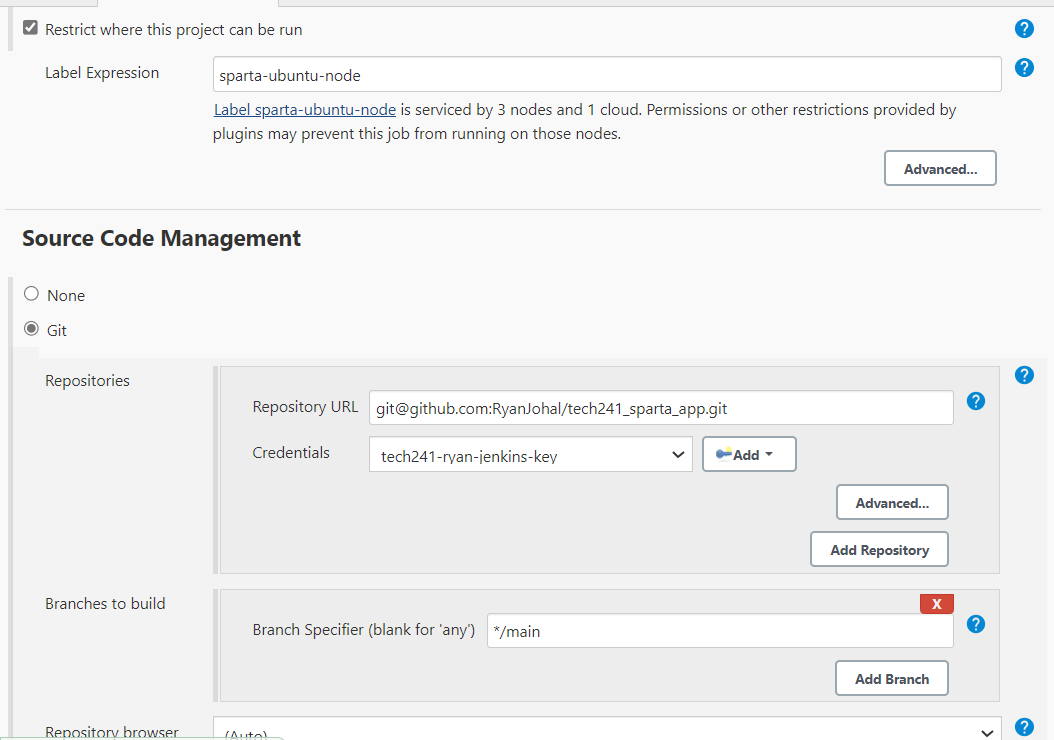 Restrict where this project can be run
?
Label Expression
sparta-ubuntu-node
?
Label sparta-ubuntu-node is serviced by 3 nodes and 1 cloud. Permissions or other restrictions provided by
plugins may prevent this job from running on those nodes.
Advanced...
Source Code Management
None
Git
Repositories
?
Repository URL
git@github.com:RyanJohal/tech241_sparta_app.git
?
Credentials
tech241-ryan-jenkins-key
Add
Advanced...
Add Repository
Branches to build
X
Branch Specifier (blank for 'any')
*/main
?
Add Branch
Repository browser
(Auto)
?